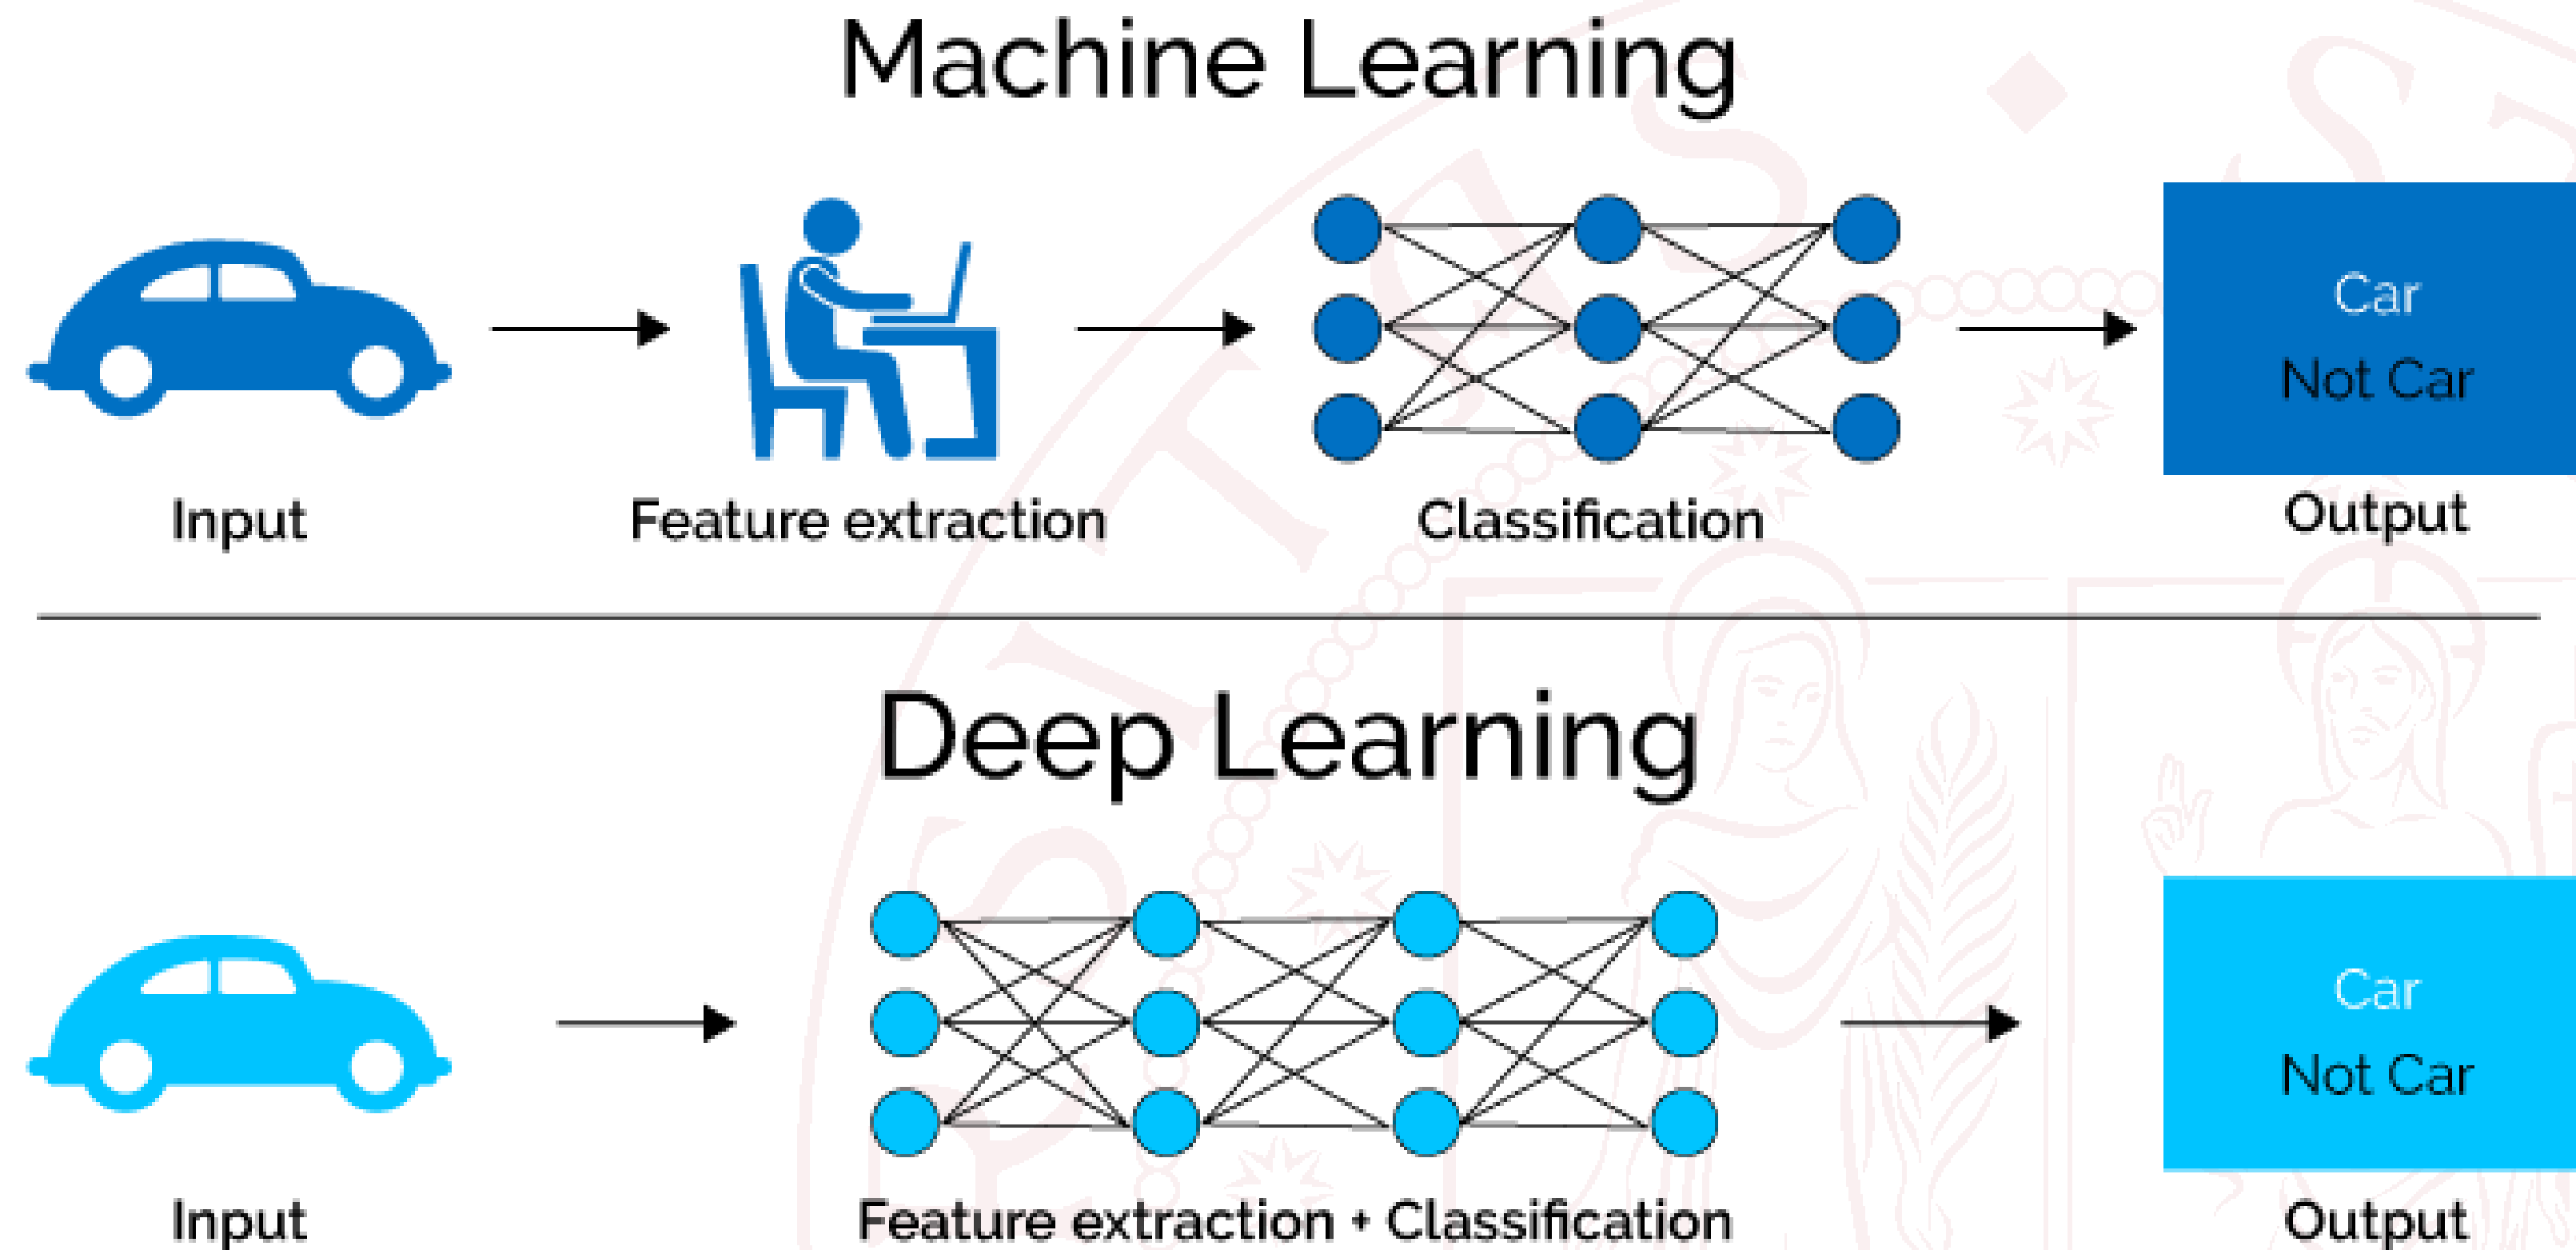 Machine Learning
Car
Not Car
Input
Feature extraction
Classification
Output
Deep Learning
Car
Not Car
Input
Feature extraction + Classification
Output